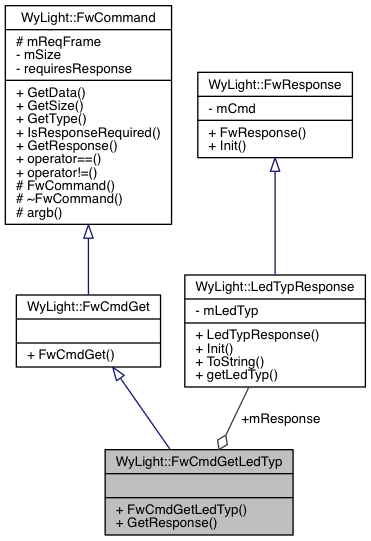 WyLight::FwCommand
# mReqFrame
- mSize
- requiresResponse
+ GetData()
+ GetSize()
+ GetType()
+ IsResponseRequired()
+ GetResponse()
+ operator==()
+ operator!=()
# FwCommand()
# ~FwCommand()
# argb()
WyLight::FwResponse
- mCmd
+ FwResponse()
+ Init()
WyLight::FwCmdGet
+ FwCmdGet()
WyLight::LedTypResponse
- mLedTyp
+ LedTypResponse()
+ Init()
+ ToString()
+ getLedTyp()
+mResponse
WyLight::FwCmdGetLedTyp
+ FwCmdGetLedTyp()
+ GetResponse()